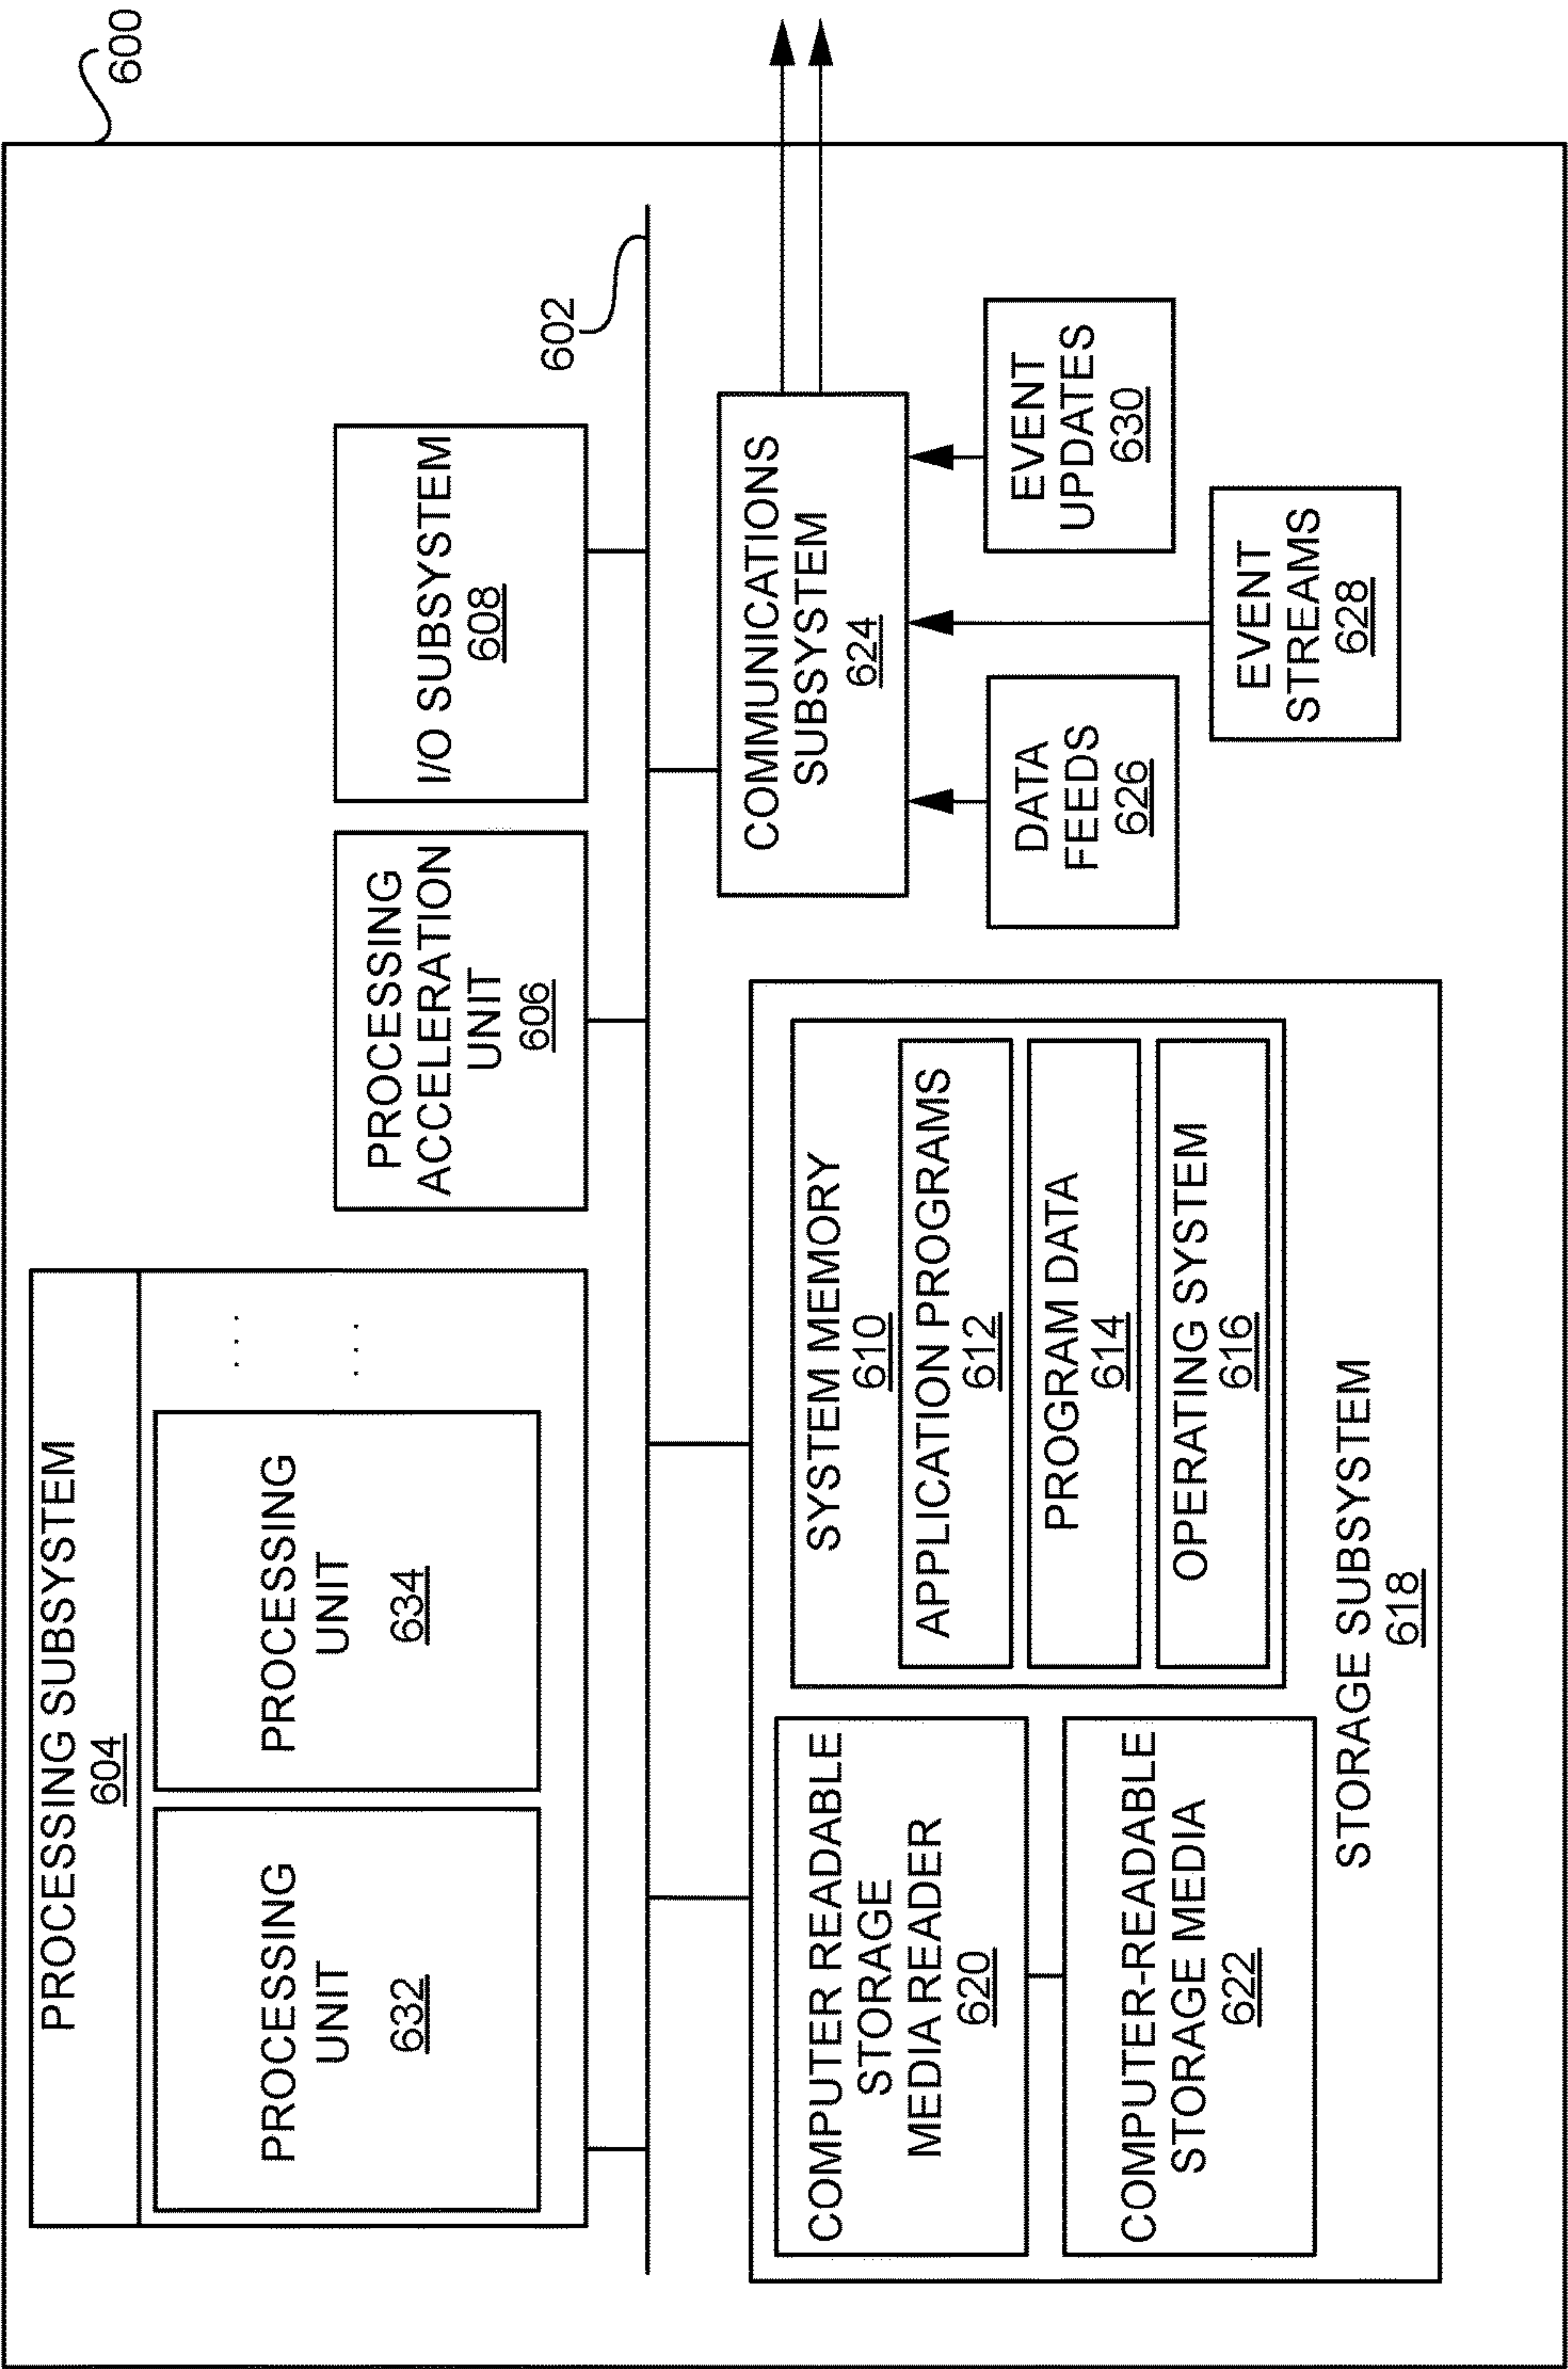 600
PROCESSING SUBSYSTEM
604
PROCESSING
UNIT
632
PROCESSING
UNIT
634
...
...
PROCESSING
ACCELERATION
UNIT
606
I/O SUBSYSTEM
608
602
COMPUTER READABLE
STORAGE
MEDIA READER
620
COMPUTER-READABLE
STORAGE MEDIA
622
SYSTEM MEMORY
610
APPLICATION PROGRAMS
612
PROGRAM DATA
614
OPERATING SYSTEM
616
STORAGE SUBSYSTEM
618
COMMUNICATIONS
SUBSYSTEM
624
DATA
FEEDS
626
EVENT
STREAMS
628
EVENT
UPDATES
630